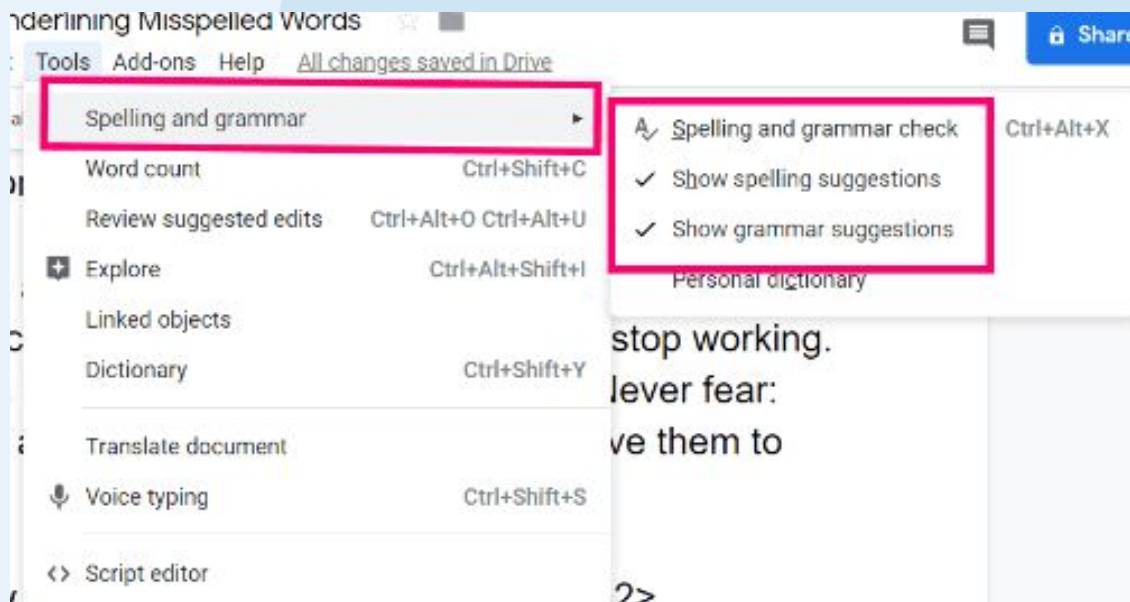 nderlining Misspelled Words
: Tools Add-ons Help All changes saved in Drive
Share
Spelling and grammar
Word count Ctrl+Shift+C
Review suggested edits Ctrl+Alt+O Ctrl+Alt+U
Explore Ctrl+Alt+Shift+I
Linked objects
Dictionary Ctrl+Shift+Y
Translate document
Voice typing Ctrl+Shift+S
<> Script editor
Spelling and grammar check Ctrl+Alt+X
Show spelling suggestions
Show grammar suggestions
Personal dictionary
stop working.
Never fear:
ve them to
2>